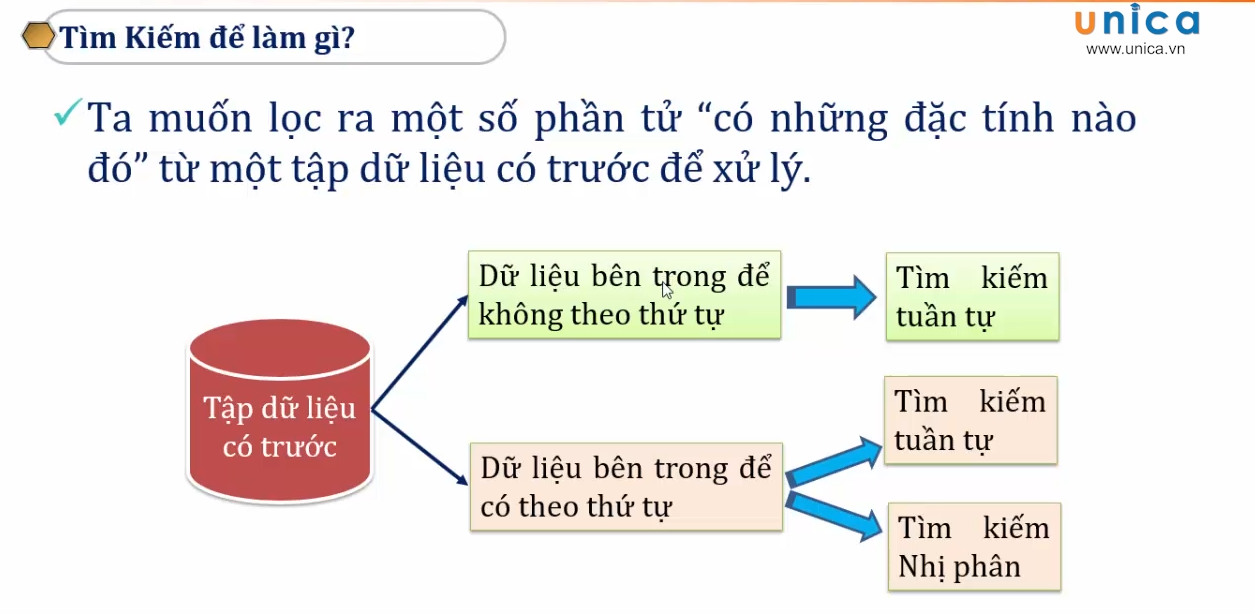 Tìm Kiếm để làm gì?
unica
www.unica.vn
Ta muốn lọc ra một số phần tử “có những đặc tính nào
đó” từ một tập dữ liệu có trước để xử lý.
Dữ liệu bên trong để
không theo thứ tự
Tìm kiếm
tuần tự
Tập dữ liệu
có trước
Tìm kiếm
tuần tự
Dữ liệu bên trong để
có theo thứ tự
Tìm kiếm
Nhị phân